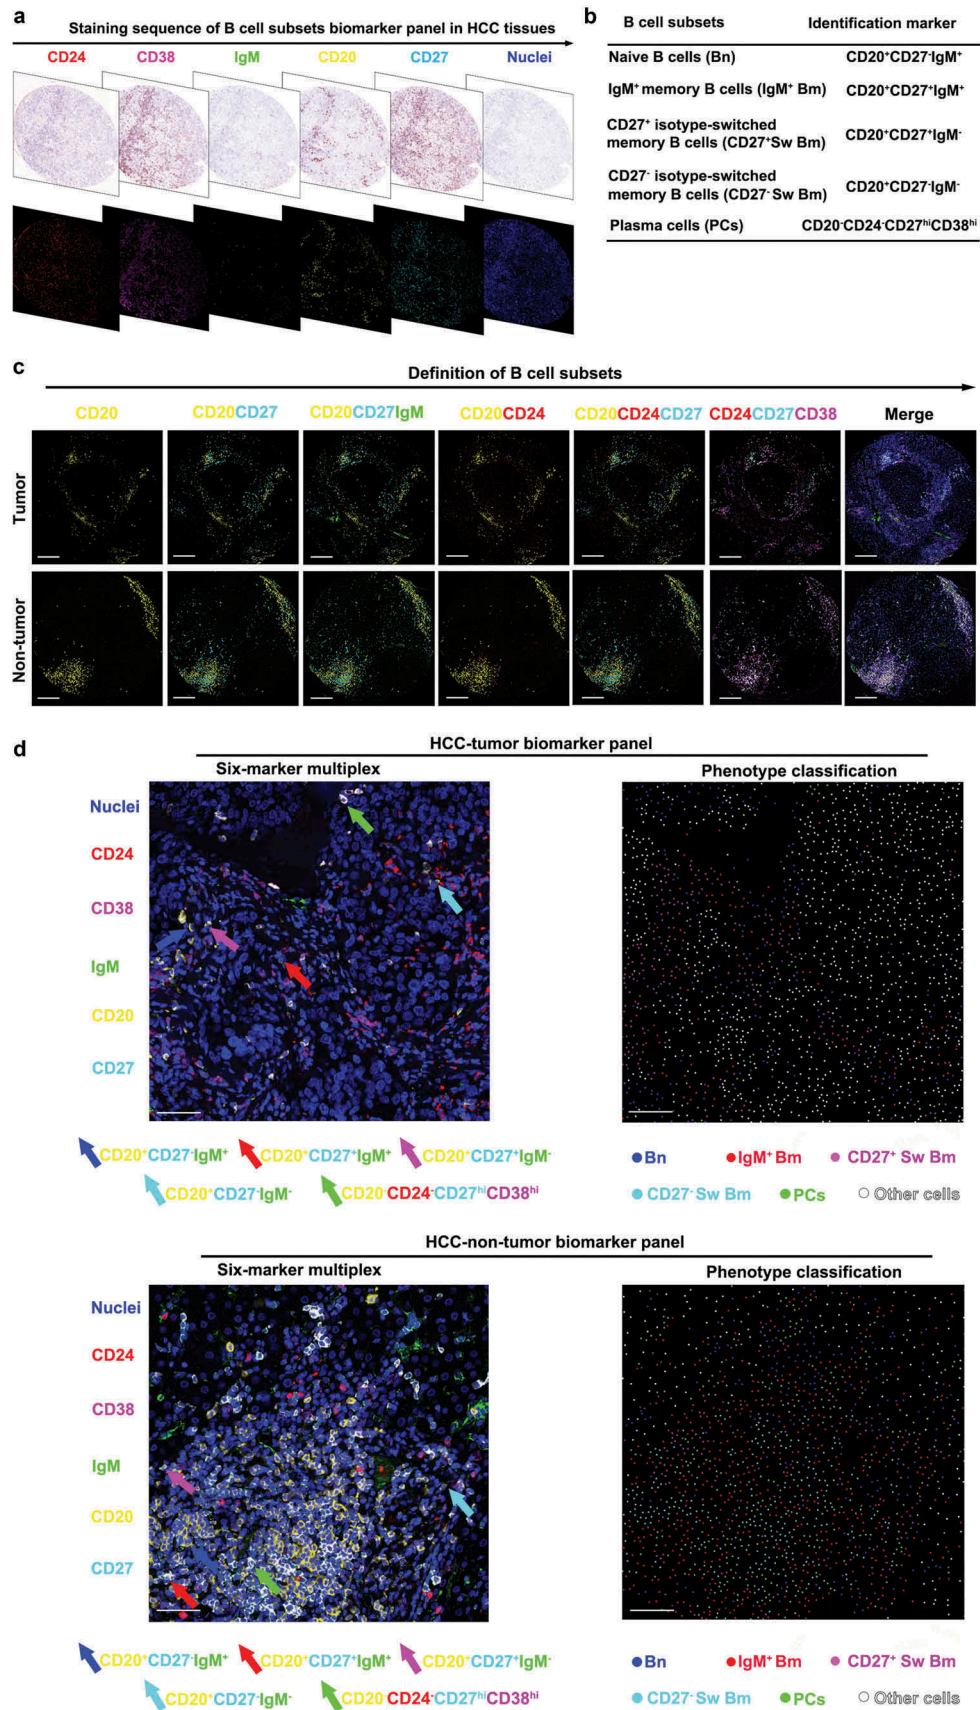 a
Staining sequence of B cell subsets biomarker panel in HCC tissues
CD24 CD38 IgM CD20 CD27 Nuclei
b
B cell subsets Identification marker
Naive B cells (Bn) CD20⁺CD27⁻IgM⁺
IgM⁺ memory B cells (IgM⁺ Bm) CD20⁺CD27⁺IgM⁺
CD27⁺ isotype-switched
memory B cells (CD27⁺Sw Bm) CD20⁺CD27⁺IgM⁻
CD27⁻ isotype-switched
memory B cells (CD27⁻Sw Bm) CD20⁺CD27⁻IgM⁻
Plasma cells (PCs) CD20⁻CD24⁻CD27ʰⁱCD38ʰⁱ
c
Definition of B cell subsets
CD20 CD20CD27 CD20CD27IgM CD20CD24 CD20CD24CD27 CD24CD27CD38 Merge
Tumor
Non-tumor
d
HCC-tumor biomarker panel
Six-marker multiplex Phenotype classification
Nuclei
CD24
CD38
IgM
CD20
CD27
CD20⁺CD27⁻IgM⁺ CD20⁺CD27⁺IgM⁺ CD20⁺CD27⁺IgM⁻
CD20⁺CD27⁻IgM⁻ CD20⁻CD24⁻CD27ʰⁱCD38ʰⁱ
Bn IgM⁺ Bm CD27⁺ Sw Bm
CD27⁻ Sw Bm PCs Other cells
HCC-non-tumor biomarker panel
Six-marker multiplex Phenotype classification
Nuclei
CD24
CD38
IgM
CD20
CD27
CD20⁺CD27⁻IgM⁺ CD20⁺CD27⁺IgM⁺ CD20⁺CD27⁺IgM⁻
CD20⁺CD27⁻IgM⁻ CD20⁻CD24⁻CD27ʰⁱCD38ʰⁱ
Bn IgM⁺ Bm CD27⁺ Sw Bm
CD27⁻ Sw Bm PCs Other cells